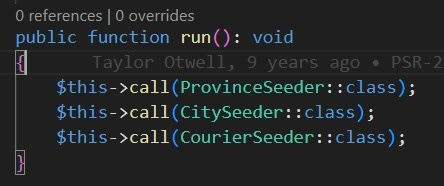 0 references | 0 overrides
public function run(): void
{ Taylor Otwell, 9 years ago • PSR-2
$this->call(ProvinceSeeder::class);
$this->call(CitySeeder::class);
$this->call(CourierSeeder::class);
}